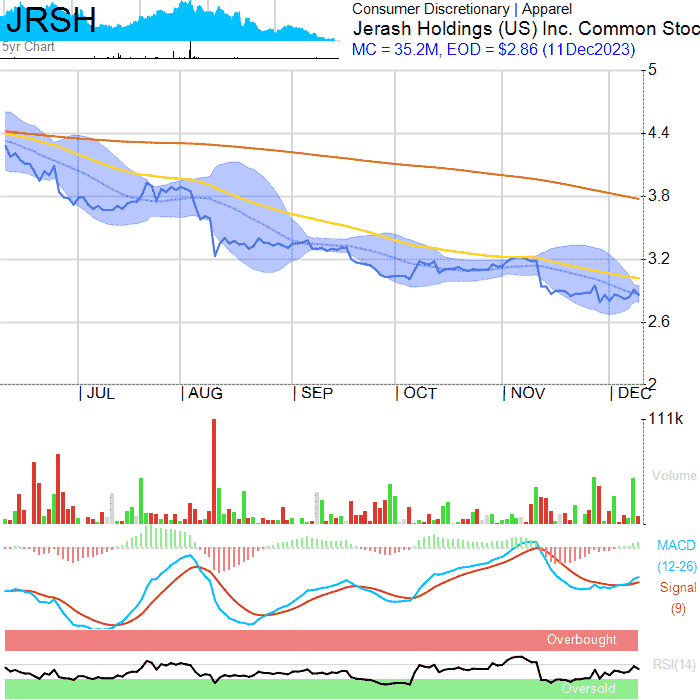 JRSH
5yr Chart
Consumer Discretionary | Apparel
Jerash Holdings (US) Inc. Common Stoc
MC = 35.2M, EOD = $2.86 (11Dec2023)
5
4.4
3.8
3.2
2.6
2
JUL AUG SEP OCT NOV DEC
111k
Volume
MACD
(12-26)
Signal
(9)
Overbought
RSI(14)
Oversold